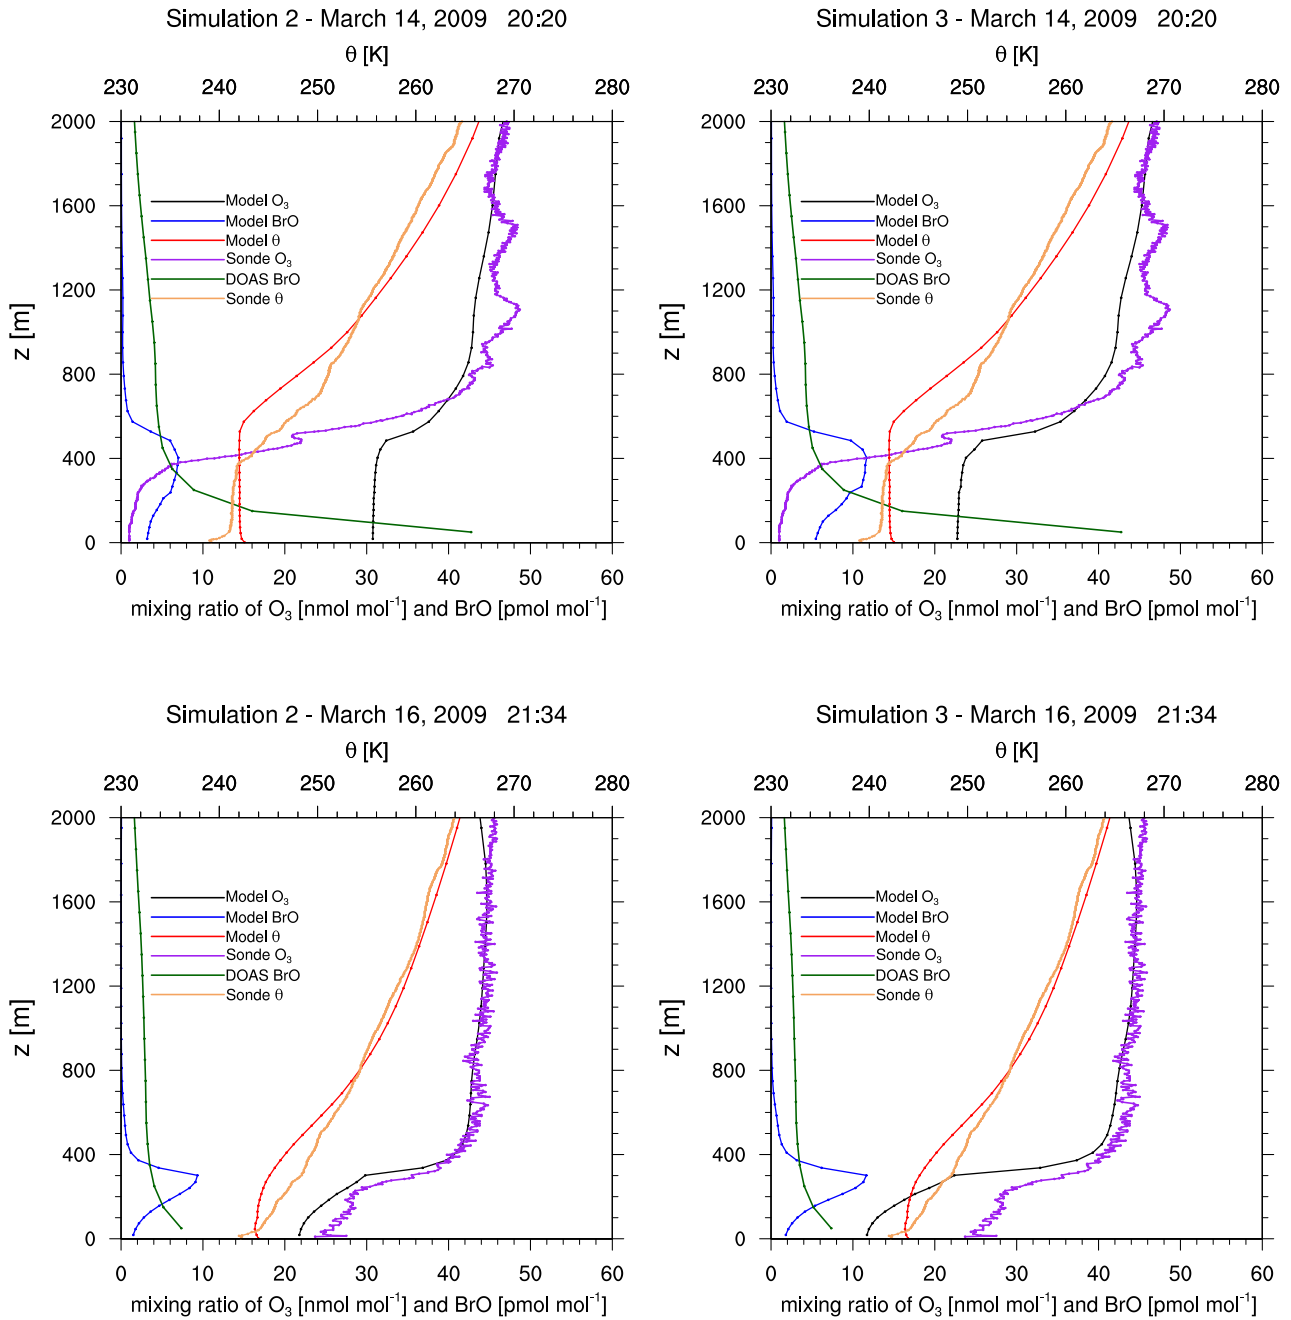 Simulation 2 - March 14, 2009 20:20
θ [K]
230 240 250 260 270 280
2000
1600
1200
800
400
0
z [m]
Model O₃
Model BrO
Model θ
Sonde O₃
DOAS BrO
Sonde θ
0 10 20 30 40 50 60
mixing ratio of O₃ [nmol mol⁻¹] and BrO [pmol mol⁻¹]
Simulation 3 - March 14, 2009 20:20
θ [K]
230 240 250 260 270 280
2000
1600
1200
800
400
0
z [m]
Model O₃
Model BrO
Model θ
Sonde O₃
DOAS BrO
Sonde θ
0 10 20 30 40 50 60
mixing ratio of O₃ [nmol mol⁻¹] and BrO [pmol mol⁻¹]
Simulation 2 - March 16, 2009 21:34
θ [K]
230 240 250 260 270 280
2000
1600
1200
800
400
0
z [m]
Model O₃
Model BrO
Model θ
Sonde O₃
DOAS BrO
Sonde θ
0 10 20 30 40 50 60
mixing ratio of O₃ [nmol mol⁻¹] and BrO [pmol mol⁻¹]
Simulation 3 - March 16, 2009 21:34
θ [K]
230 240 250 260 270 280
2000
1600
1200
800
400
0
z [m]
Model O₃
Model BrO
Model θ
Sonde O₃
DOAS BrO
Sonde θ
0 10 20 30 40 50 60
mixing ratio of O₃ [nmol mol⁻¹] and BrO [pmol mol⁻¹]